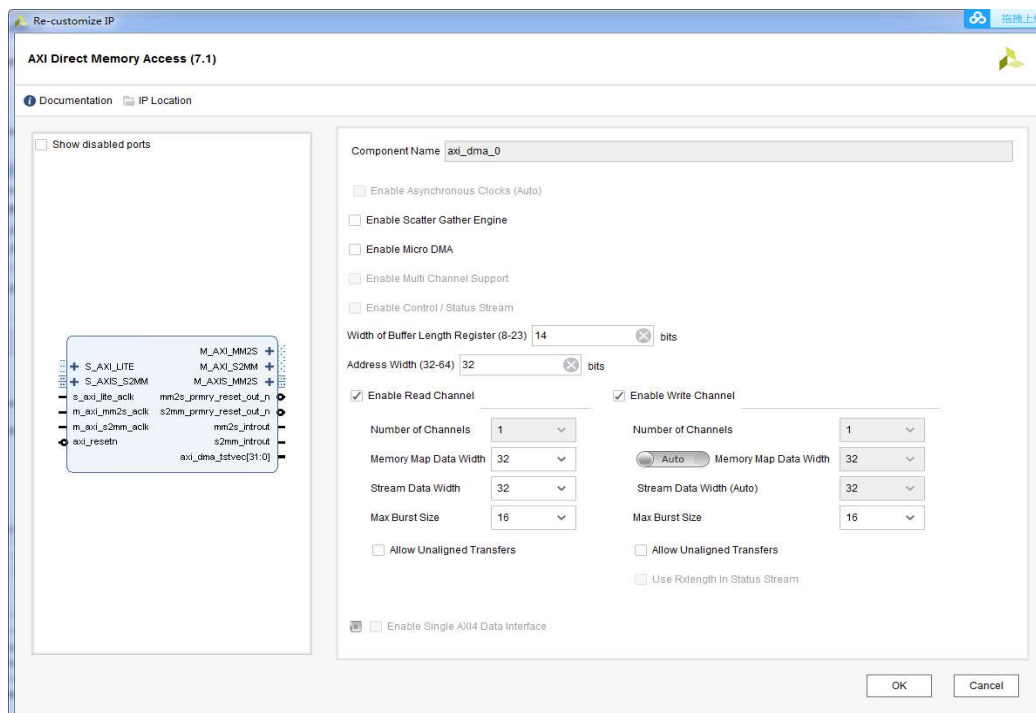 Re-customize IP
拖拽上传
AXI Direct Memory Access (7.1)
Documentation IP Location
Show disabled ports
Component Name axi_dma_0
Enable Asynchronous Clocks (Auto)
Enable Scatter Gather Engine
Enable Micro DMA
Enable Multi Channel Support
Enable Control / Status Stream
Width of Buffer Length Register (8-23) 14 bits
Address Width (32-64) 32 bits
Enable Read Channel
Number of Channels 1
Memory Map Data Width 32
Stream Data Width 32
Max Burst Size 16
Allow Unaligned Transfers
Enable Write Channel
Number of Channels 1
Auto Memory Map Data Width 32
Stream Data Width (Auto) 32
Max Burst Size 16
Allow Unaligned Transfers
Use Rxlength In Status Stream
Enable Single AXI4 Data Interface
S_AXI_LITE
S_AXIS_S2MM
s_axi_lite_aclk
m_axi_mm2s_aclk
m_axi_s2mm_aclk
axi_resetn
M_AXI_MM2S
M_AXI_S2MM
M_AXIS_MM2S
mm2s_prmry_reset_out_n
s2mm_prmry_reset_out_n
mm2s_introut
s2mm_introut
axi_dma_tstvec[31:0]
OK Cancel